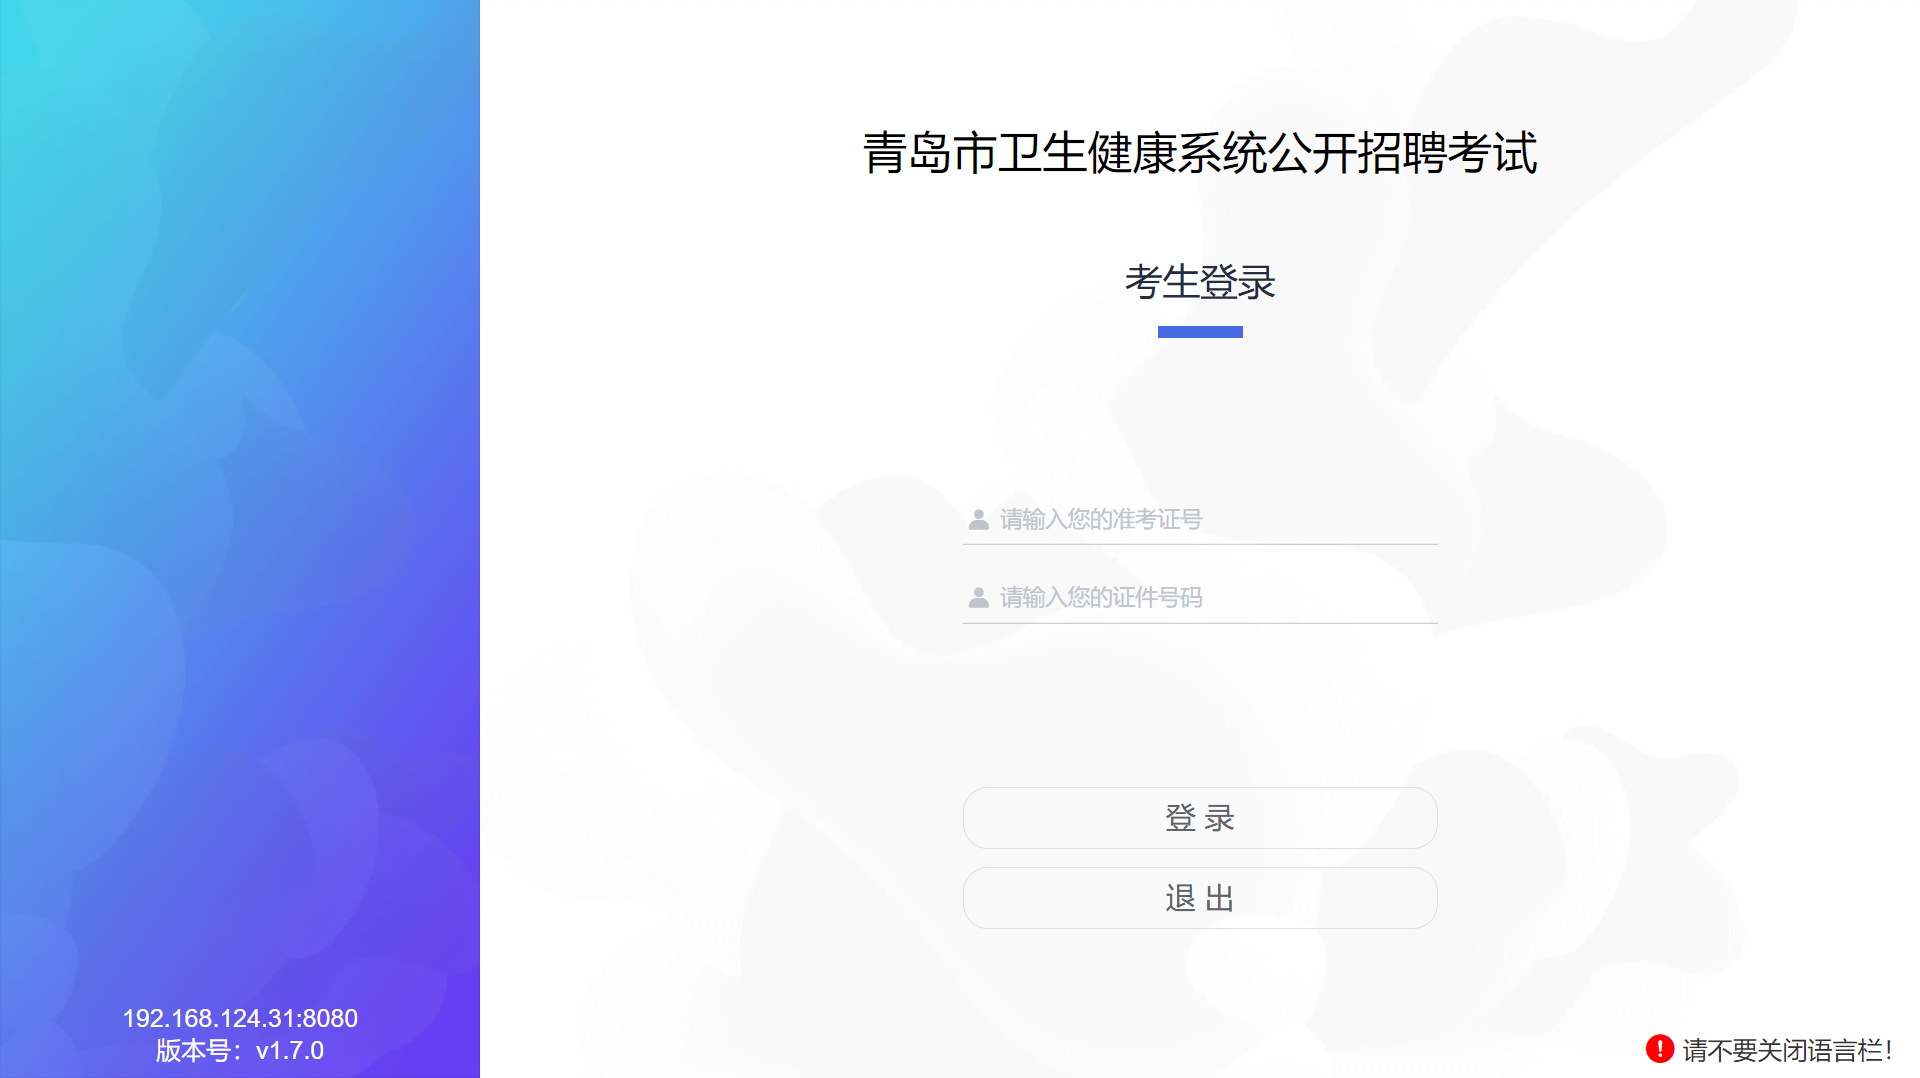 青岛市卫生健康系统公开招聘考试
考生登录
请输入您的准考证号
请输入您的证件号码
登 录
退 出
192.168.124.31:8080
版本号：v1.7.0
请不要关闭语言栏！